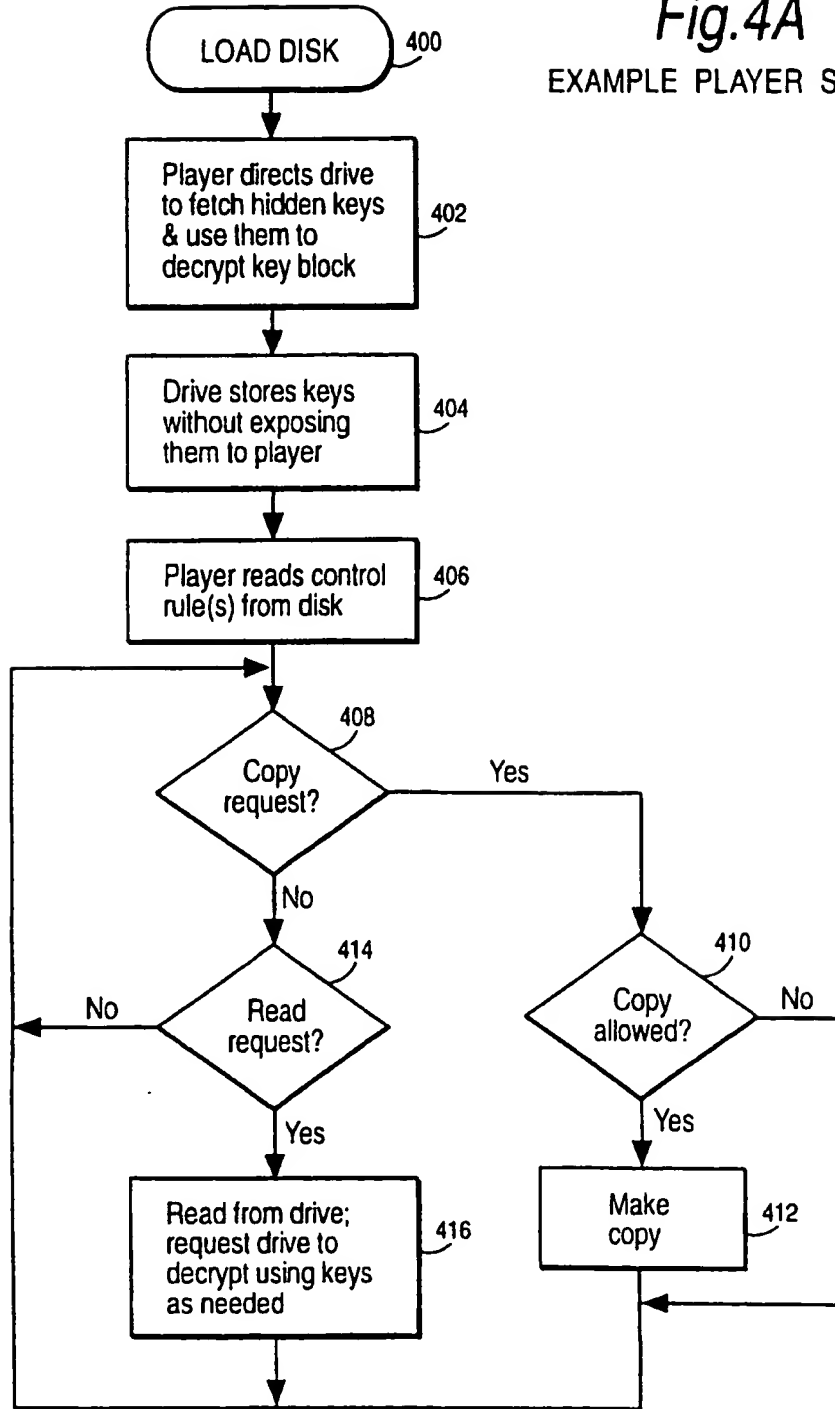 Fig.4A
EXAMPLE PLAYER S
LOAD DISK
400
Player directs drive
to fetch hidden keys
& use them to
decrypt key block
402
Drive stores keys
without exposing
them to player
404
Player reads control
rule(s) from disk
406
408
Copy
request?
Yes
No
414
Read
request?
No
Yes
410
Copy
allowed?
No
Yes
Read from drive;
request drive to
decrypt using keys
as needed
416
Make
copy
412